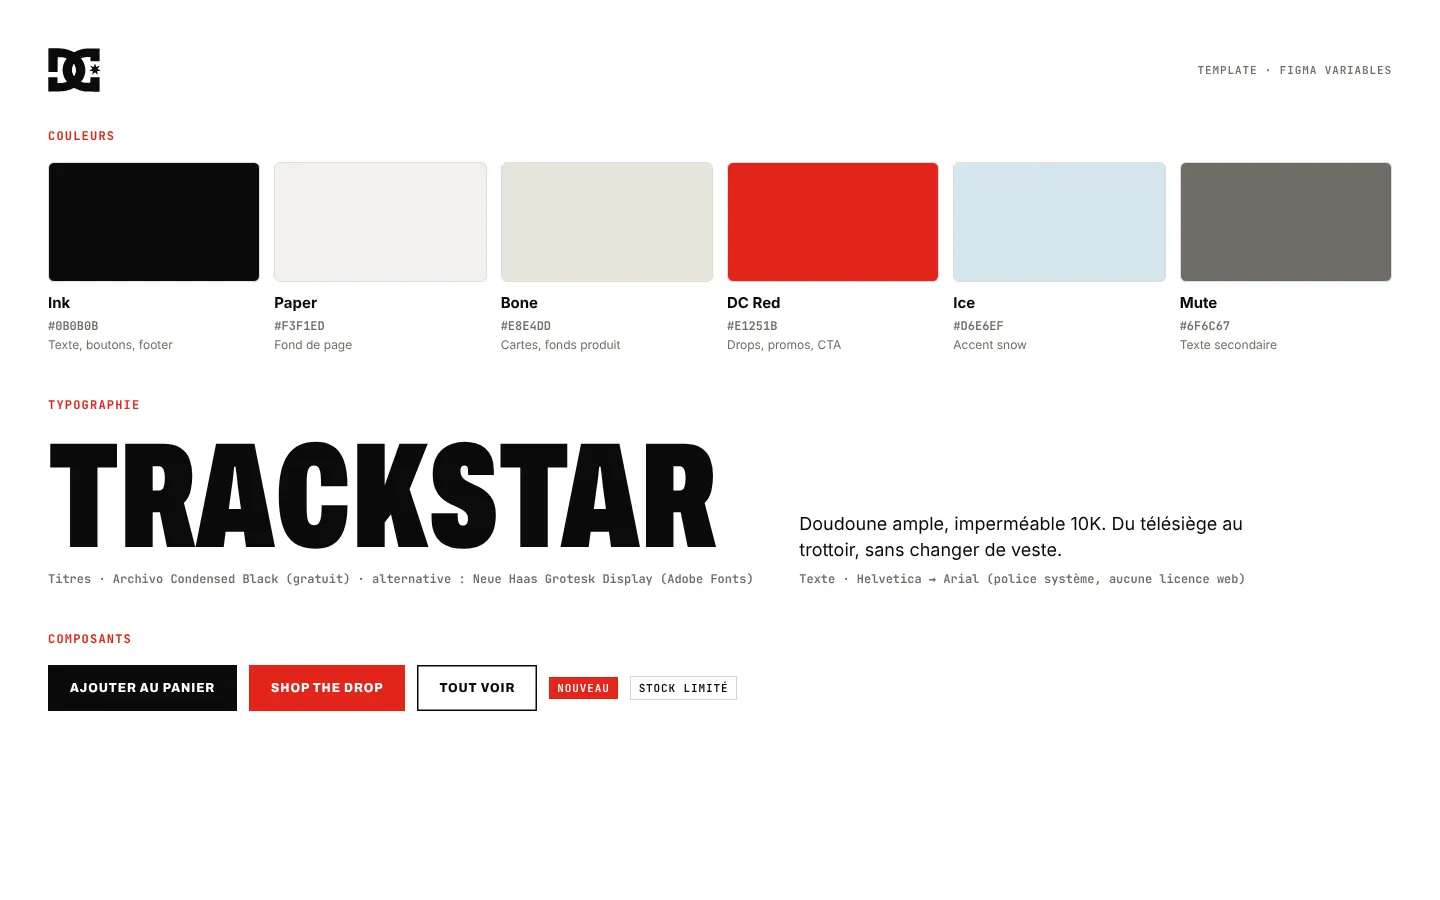 DC
TEMPLATE · FIGMA VARIABLES
COULEURS
Ink
#0B0B0B
Texte, boutons, footer
Paper
#F3F1ED
Fond de page
Bone
#E8E4DD
Cartes, fonds produit
DC Red
#E1251B
Drops, promos, CTA
Ice
#D6E6EF
Accent snow
Mute
#6F6C67
Texte secondaire
TYPOGRAPHIE
TRACKSTAR
Titres · Archivo Condensed Black (gratuit) · alternative : Neue Haas Grotesk Display (Adobe Fonts)
Doudoune ample, imperméable 10K. Du télésiège au
trottoir, sans changer de veste.
Texte · Helvetica → Arial (police système, aucune licence web)
COMPOSANTS
AJOUTER AU PANIER
SHOP THE DROP
TOUT VOIR
NOUVEAU
STOCK LIMITÉ